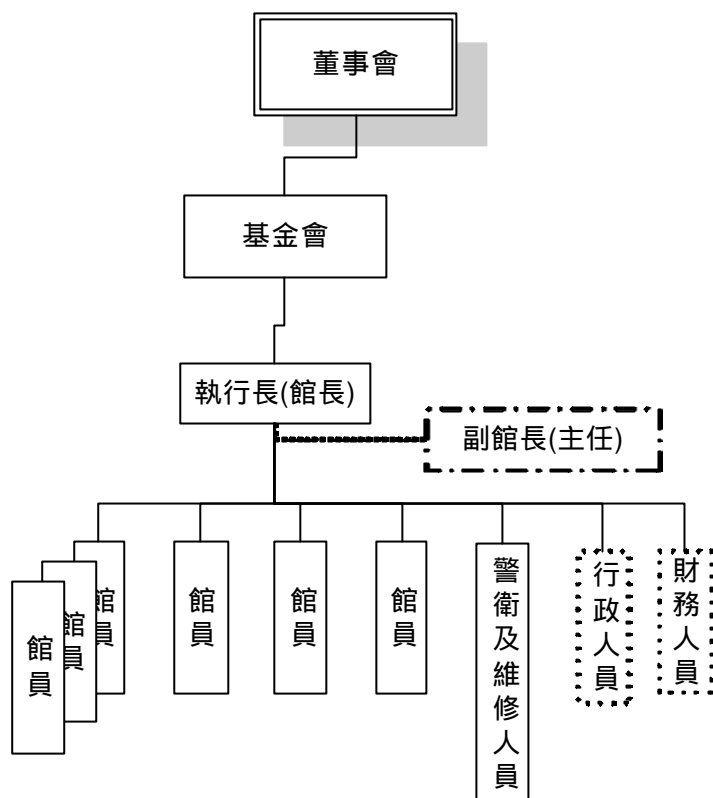 董事會
基金會
執行長(館長)
副館長(主任)
館員
館員
館員
館員
館員
館員
警衛及維修人員
行政人員
財務人員